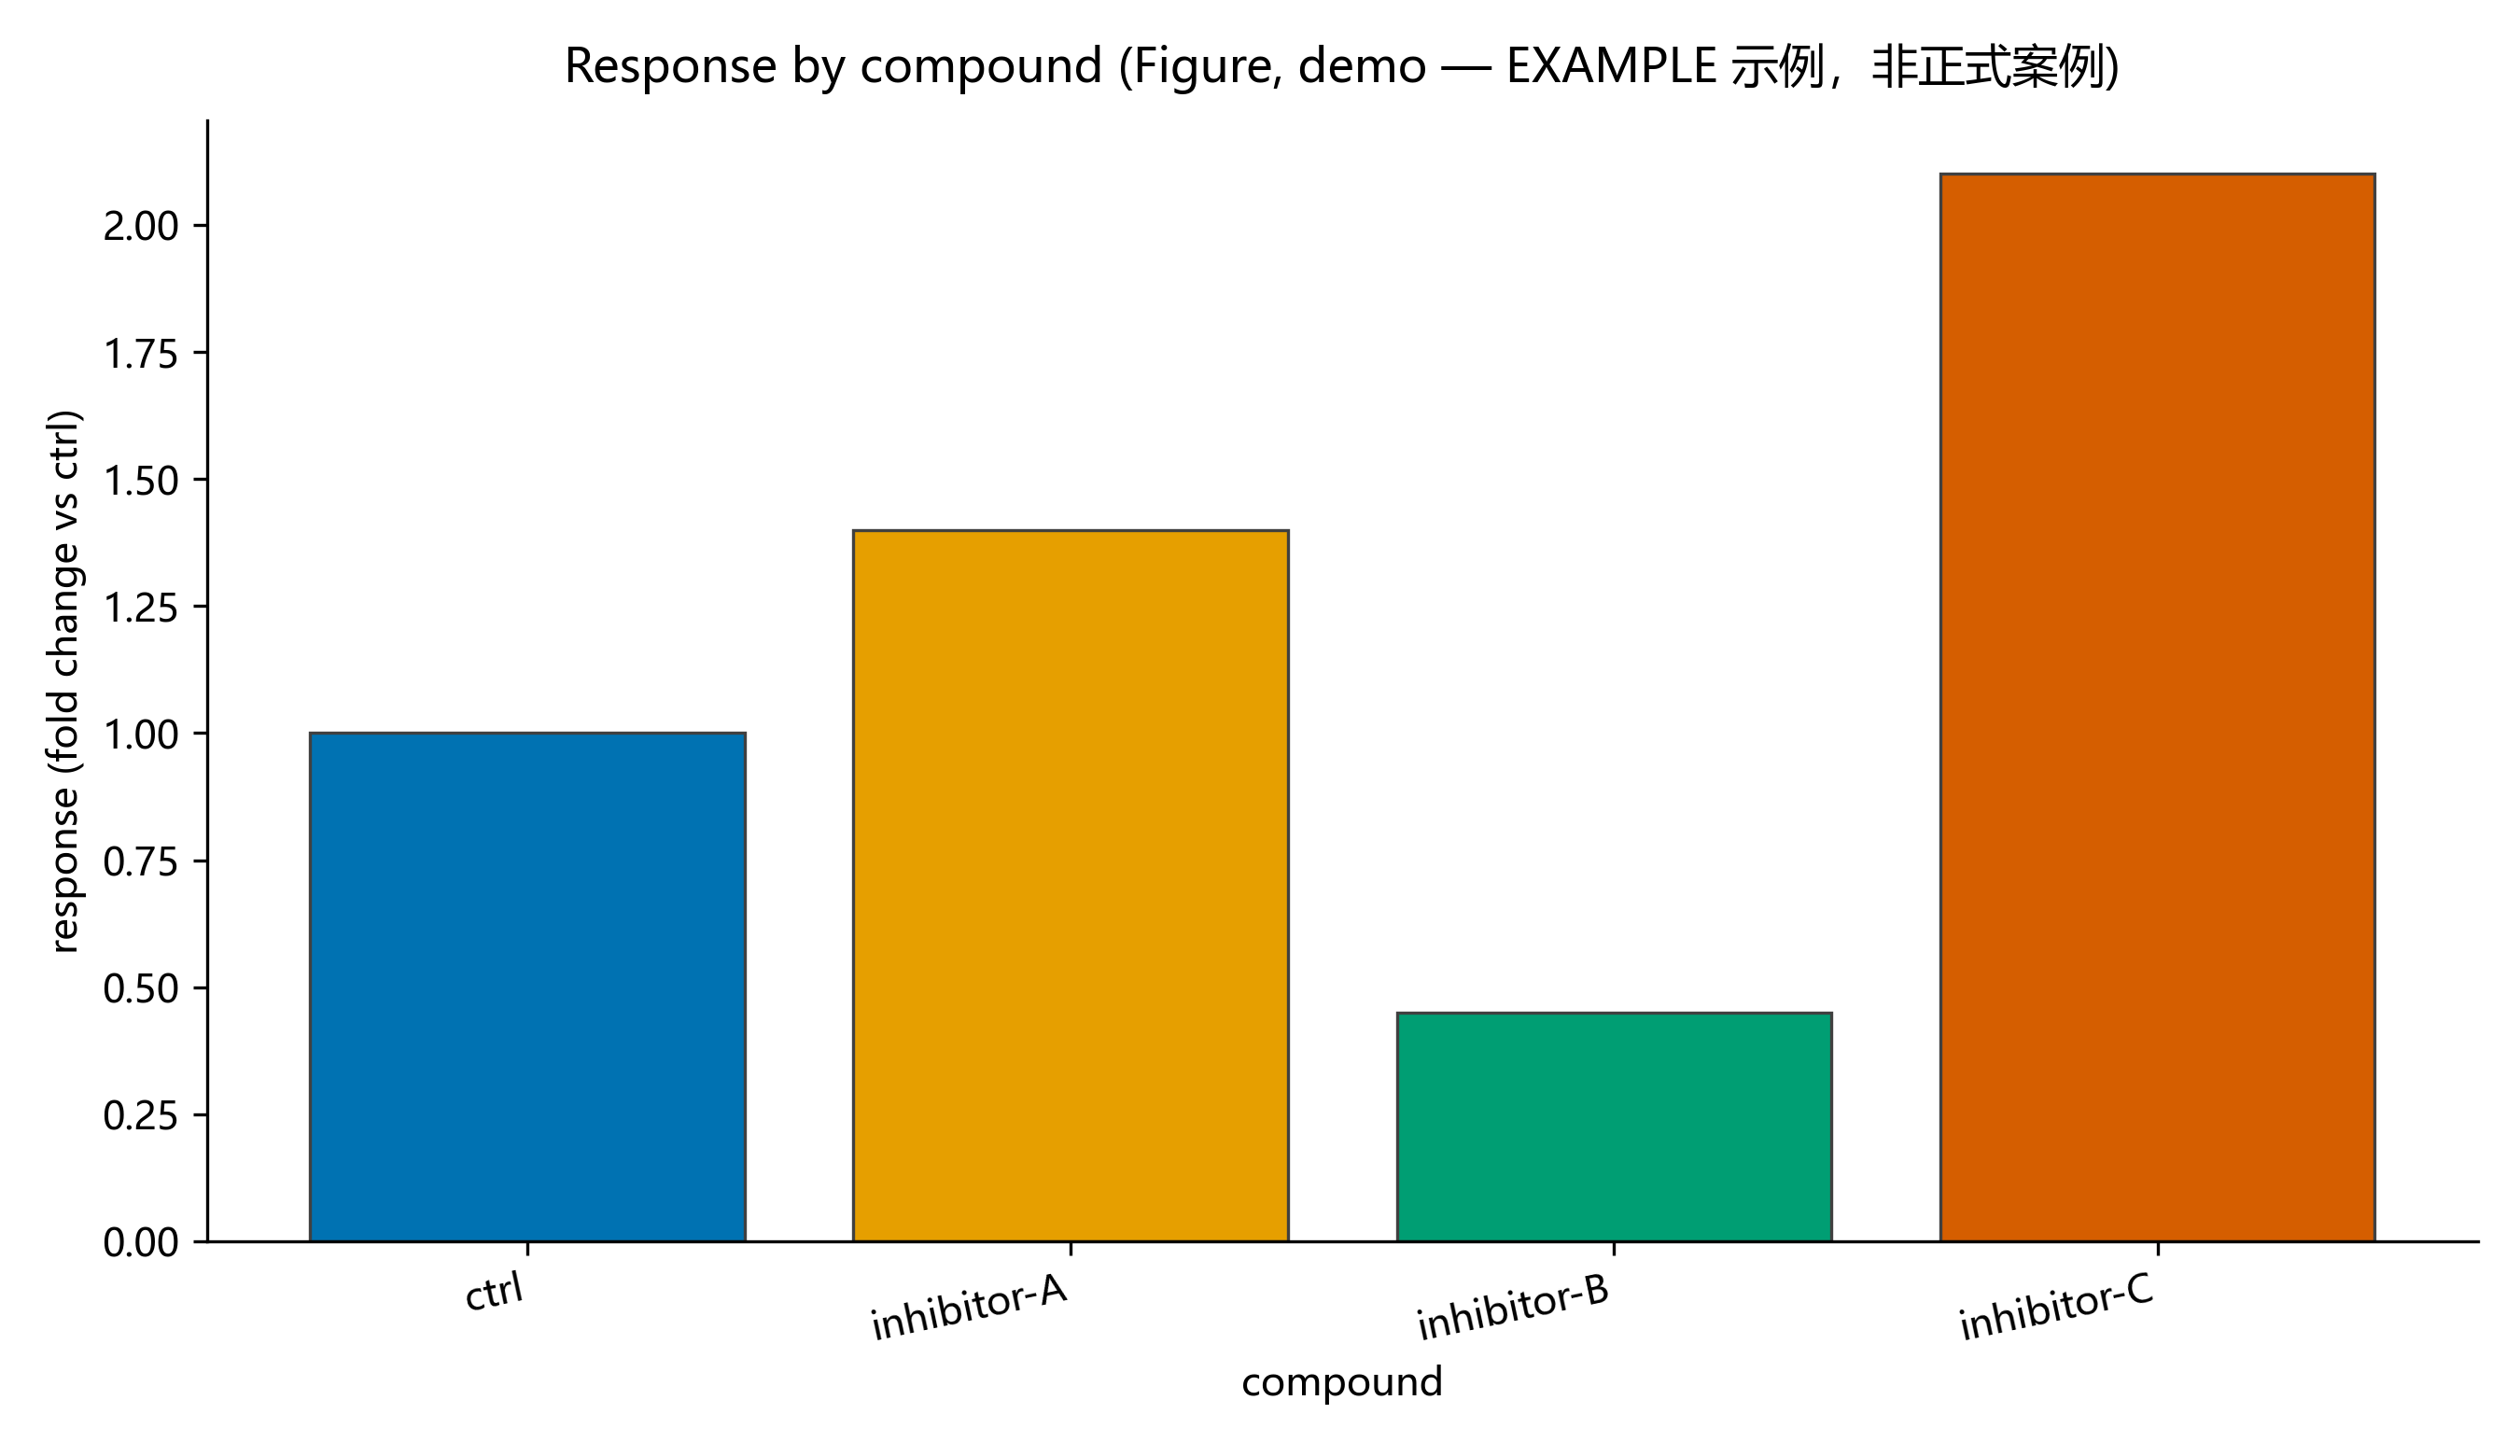 Response by compound (Figure, demo — EXAMPLE 示例，非正式案例)
response (fold change vs ctrl)
2.00
1.75
1.50
1.25
1.00
0.75
0.50
0.25
0.00
ctrl
inhibitor-A
inhibitor-B
inhibitor-C
compound